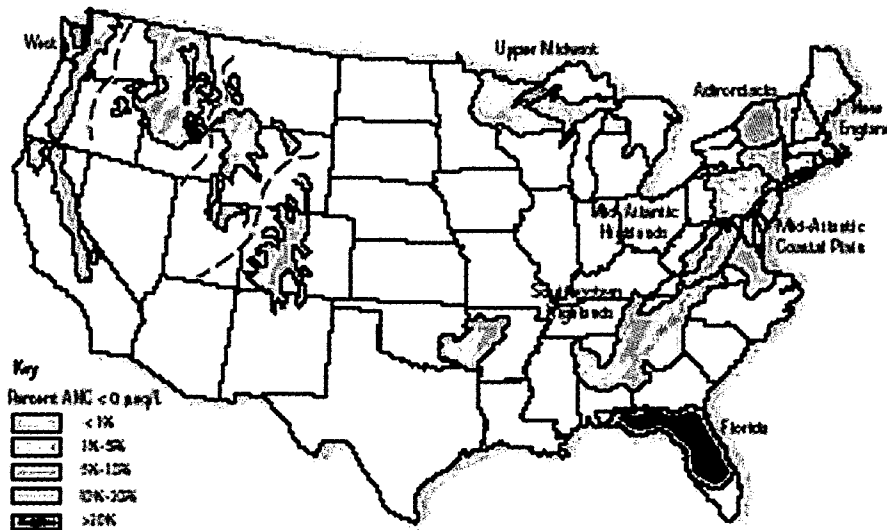 West
Upper Midwest
Adirondacks
New
England
Mid-Atlantic
Highlands
Mid-Atlantic
Coastal Plain
Southeastern
Highlands
Florida
Key
Percent ANC < 0 µeq/L
< 1%
1%-5%
5%-10%
10%-20%
>20%